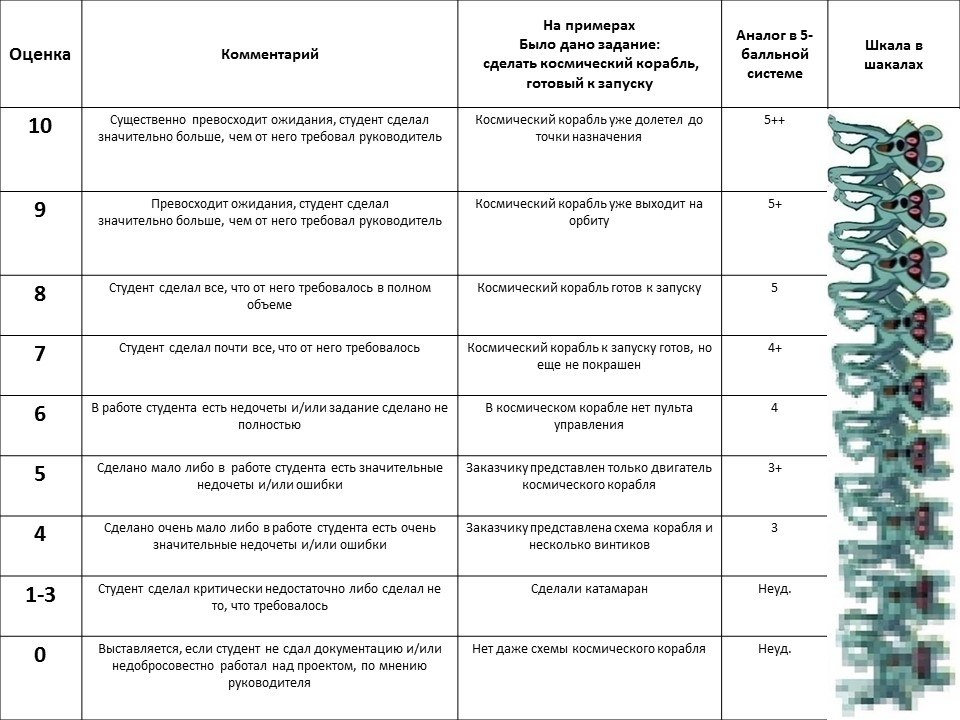 Оценка
Комментарий
На примерах
Было дано задание:
сделать космический корабль,
готовый к запуску
Аналог в 5-
балльной
системе
Шкала в
шакалах
10
Существенно превосходит ожидания, студент сделал
значительно больше, чем от него требовал руководитель
Космический корабль уже долетел до
точки назначения
5++
9
Превосходит ожидания, студент сделал
значительно больше, чем от него требовал руководитель
Космический корабль уже выходит на
орбиту
5+
8
Студент сделал все, что от него требовалось в полном
объеме
Космический корабль готов к запуску
5
7
Студент сделал почти все, что от него требовалось
Космический корабль к запуску готов, но
еще не покрашен
4+
6
В работе студента есть недочеты и/или задание сделано не
полностью
В космическом корабле нет пульта
управления
4
5
Сделано мало либо в работе студента есть значительные
недочеты и/или ошибки
Заказчику представлен только двигатель
космического корабля
3+
4
Сделано очень мало либо в работе студента есть очень
значительные недочеты и/или ошибки
Заказчику представлена схема корабля и
несколько винтиков
3
1-3
Студент сделал критически недостаточно либо сделал не
то, что требовалось
Сделали катамаран
Неуд.
0
Выставляется, если студент не сдал документацию и/или
недобросовестно работал над проектом, по мнению
руководителя
Нет даже схемы космического корабля
Неуд.